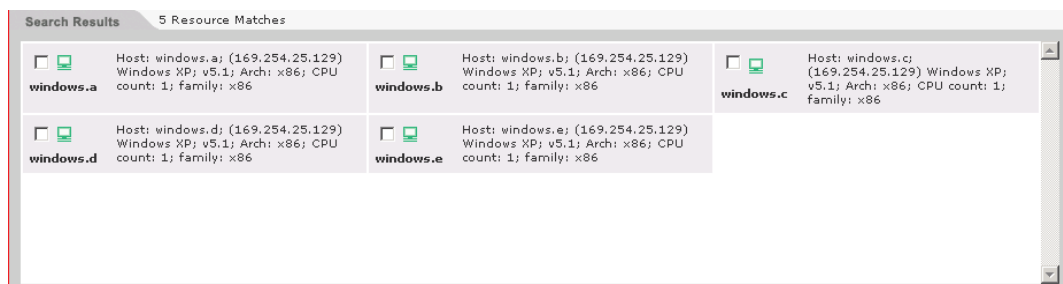 Search Results
5 Resource Matches
windows.a
Host: windows.a; (169.254.25.129)
Windows XP; v5.1; Arch: x86; CPU
count: 1; family: x86
windows.b
Host: windows.b; (169.254.25.129)
Windows XP; v5.1; Arch: x86; CPU
count: 1; family: x86
windows.c
Host: windows.c;
(169.254.25.129) Windows XP;
v5.1; Arch: x86; CPU count: 1;
family: x86
windows.d
Host: windows.d; (169.254.25.129)
Windows XP; v5.1; Arch: x86; CPU
count: 1; family: x86
windows.e
Host: windows.e; (169.254.25.129)
Windows XP; v5.1; Arch: x86; CPU
count: 1; family: x86